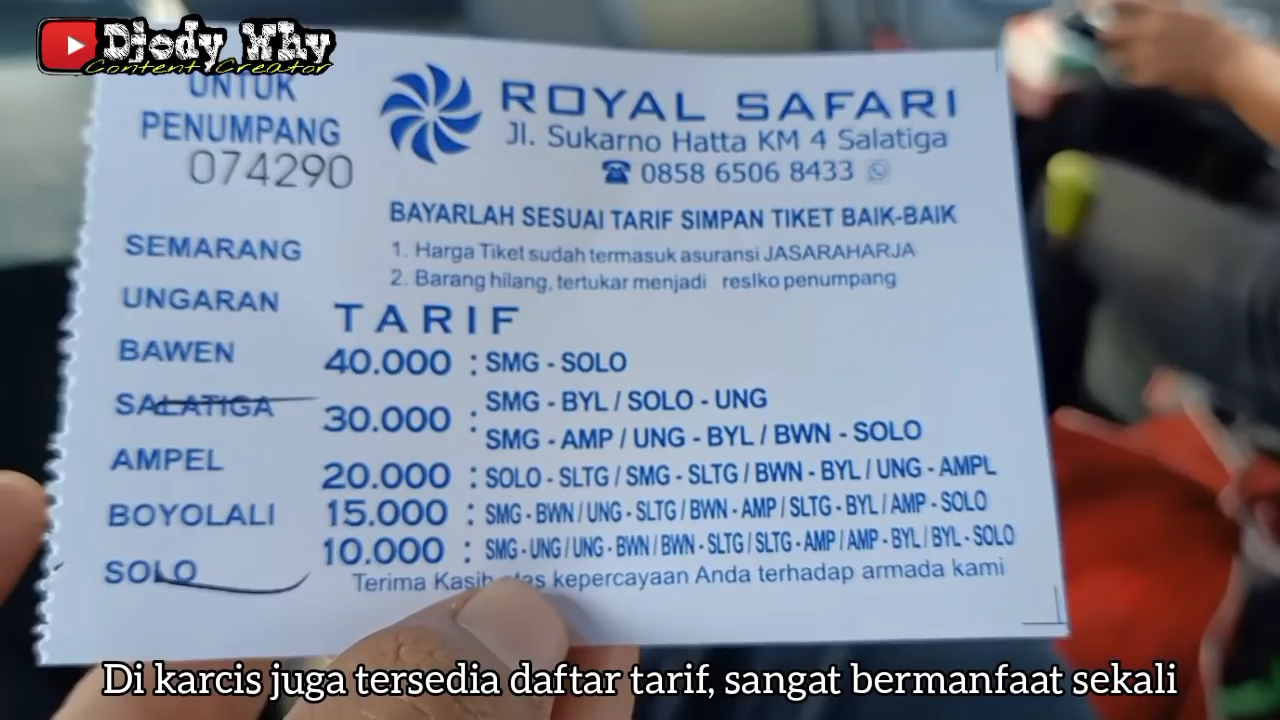 Djody Why
Content Creator
UNTUK
PENUMPANG
074290
ROYAL SAFARI
Jl. Sukarno Hatta KM 4 Salatiga
0858 6506 8433
BAYARLAH SESUAI TARIF SIMPAN TIKET BAIK-BAIK
1. Harga Tiket sudah termasuk asuransi JASARAHARJA
2. Barang hilang, tertukar menjadi resIko penumpang
SEMARANG
UNGARAN
BAWEN
SALATIGA
AMPEL
BOYOLALI
SOLO
TARIF
40.000 : SMG - SOLO
30.000 : SMG - BYL / SOLO - UNG
SMG - AMP / UNG - BYL / BWN - SOLO
20.000 : SOLO - SLTG / SMG - SLTG / BWN - BYL / UNG - AMPL
15.000 : SMG - BWN / UNG - SLTG / BWN - AMP / SLTG - BYL / AMP - SOLO
10.000 : SMG - UNG / UNG - BWN / BWN - SLTG / SLTG - AMP / AMP - BYL / BYL - SOLO
Terima Kasih atas kepercayaan Anda terhadap armada kami
Di karcis juga tersedia daftar tarif, sangat bermanfaat sekali